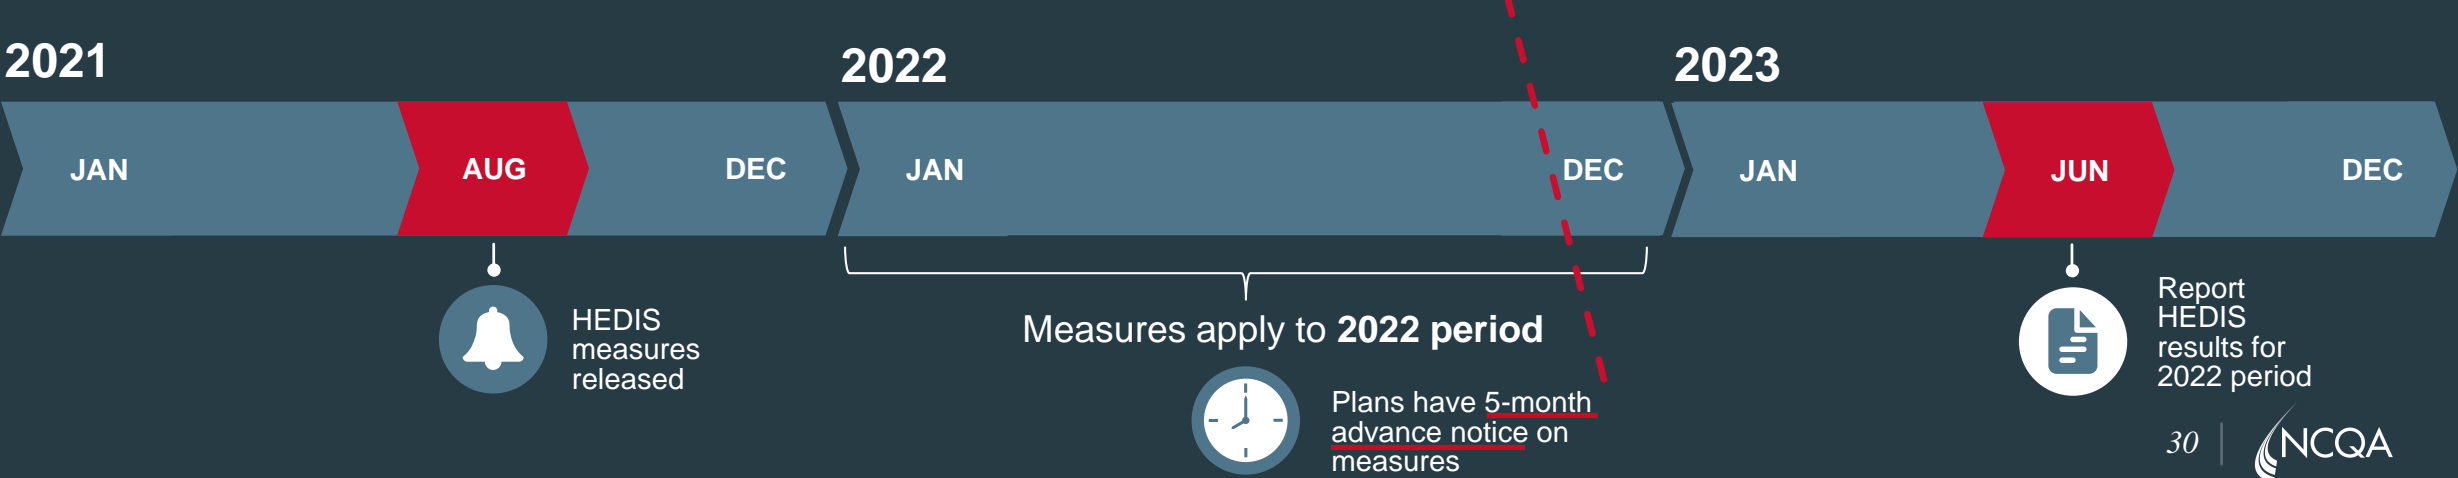 2021
2022
2023
JAN
AUG
DEC
JAN
DEC
JAN
JUN
DEC
HEDIS
measures
released
Measures apply to 2022 period
Plans have 5-month
advance notice on
measures
Report
HEDIS
results for
2022 period
30
NCQA